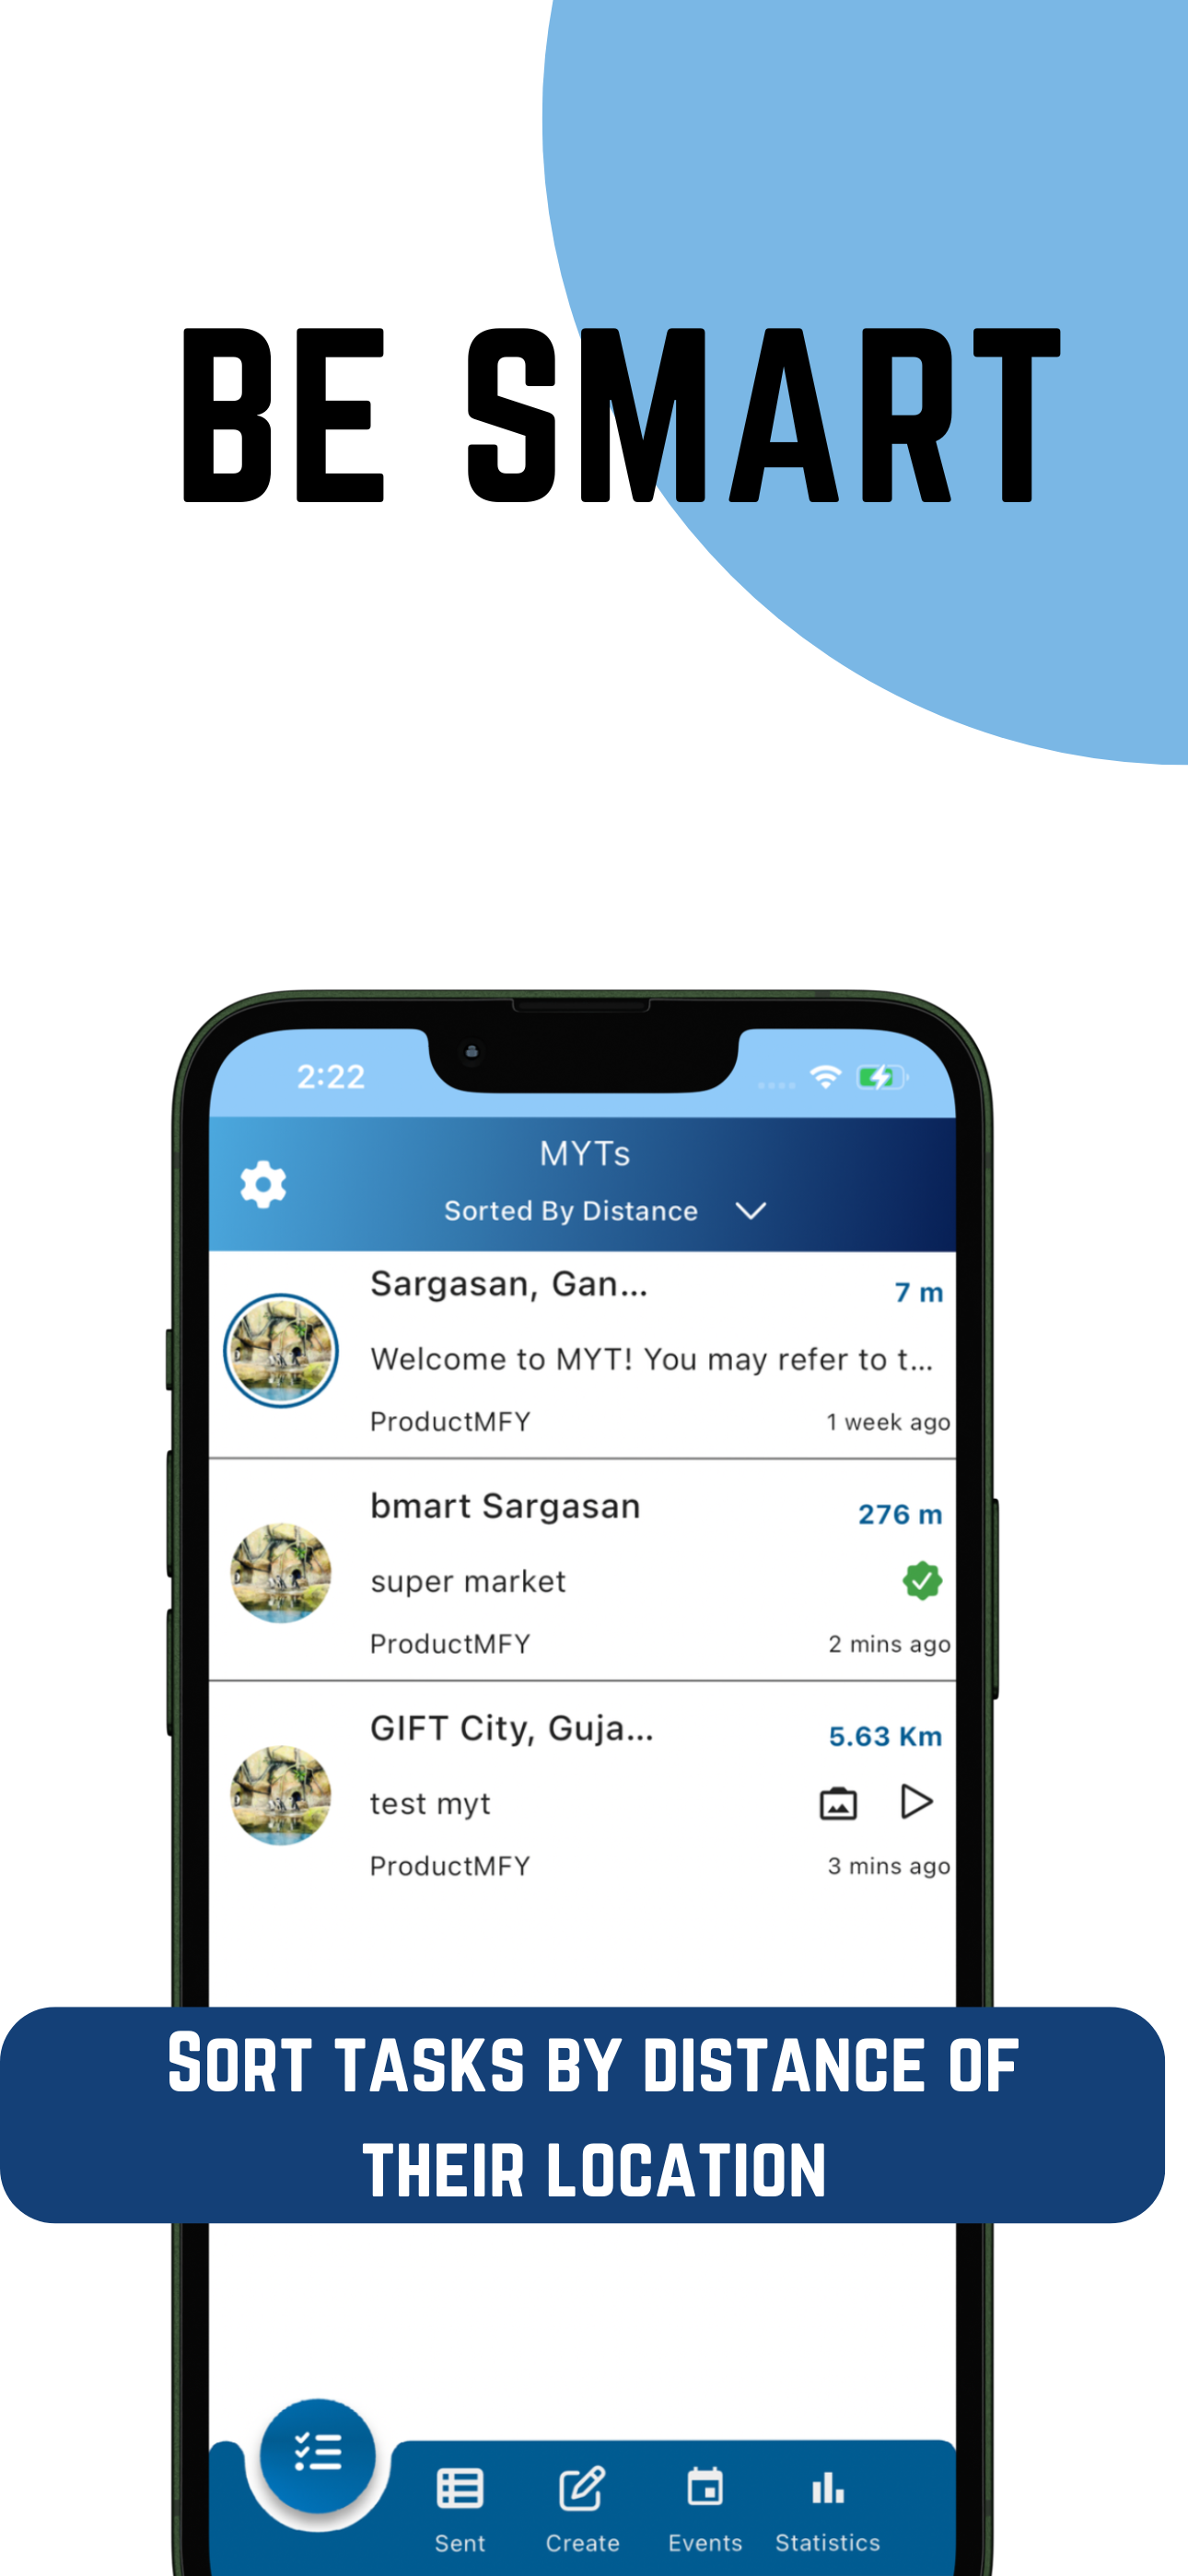 BE SMART
2:22
MYTs
Sorted By Distance
Sargasan, Gan...
7 m
Welcome to MYT! You may refer to t...
ProductMFY
1 week ago
bmart Sargasan
276 m
super market
ProductMFY
2 mins ago
GIFT City, Guja...
5.63 Km
test myt
ProductMFY
3 mins ago
SORT TASKS BY DISTANCE OF
THEIR LOCATION
Sent
Create
Events
Statistics